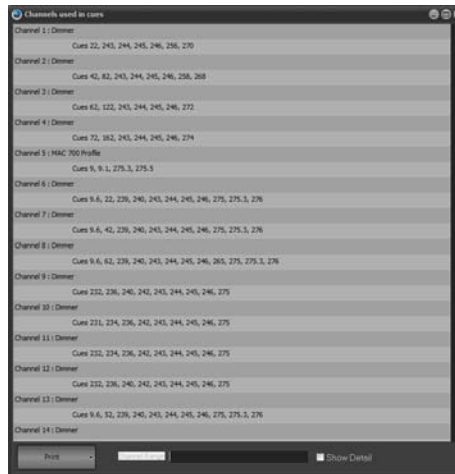 Channels used in cues
Channel 1 : Dimmer
Cues 22, 243, 244, 245, 246, 256, 270
Channel 2 : Dimmer
Cues 42, 82, 243, 244, 245, 246, 258, 268
Channel 3 : Dimmer
Cues 62, 122, 243, 244, 245, 246, 272
Channel 4 : Dimmer
Cues 72, 162, 243, 244, 245, 246, 274
Channel 5 : MAC 700 Profile
Cues 9, 9.1, 275.3, 275.5
Channel 6 : Dimmer
Cues 9.6, 22, 239, 240, 243, 244, 245, 246, 275, 275.3, 276
Channel 7 : Dimmer
Cues 9.6, 42, 239, 240, 243, 244, 245, 246, 275, 275.3, 276
Channel 8 : Dimmer
Cues 9.6, 62, 239, 240, 243, 244, 245, 246, 265, 275, 275.3, 276
Channel 9 : Dimmer
Cues 232, 236, 240, 242, 243, 244, 245, 246, 275
Channel 10 : Dimmer
Cues 231, 234, 236, 242, 243, 244, 245, 246, 275
Channel 11 : Dimmer
Cues 232, 234, 236, 242, 243, 244, 245, 246, 275
Channel 12 : Dimmer
Cues 232, 236, 240, 242, 243, 244, 245, 246, 275
Channel 13 : Dimmer
Cues 9.6, 52, 239, 240, 243, 244, 245, 246, 275, 275.3, 276
Channel 14 : Dimmer
Print Channel Range Show Detail